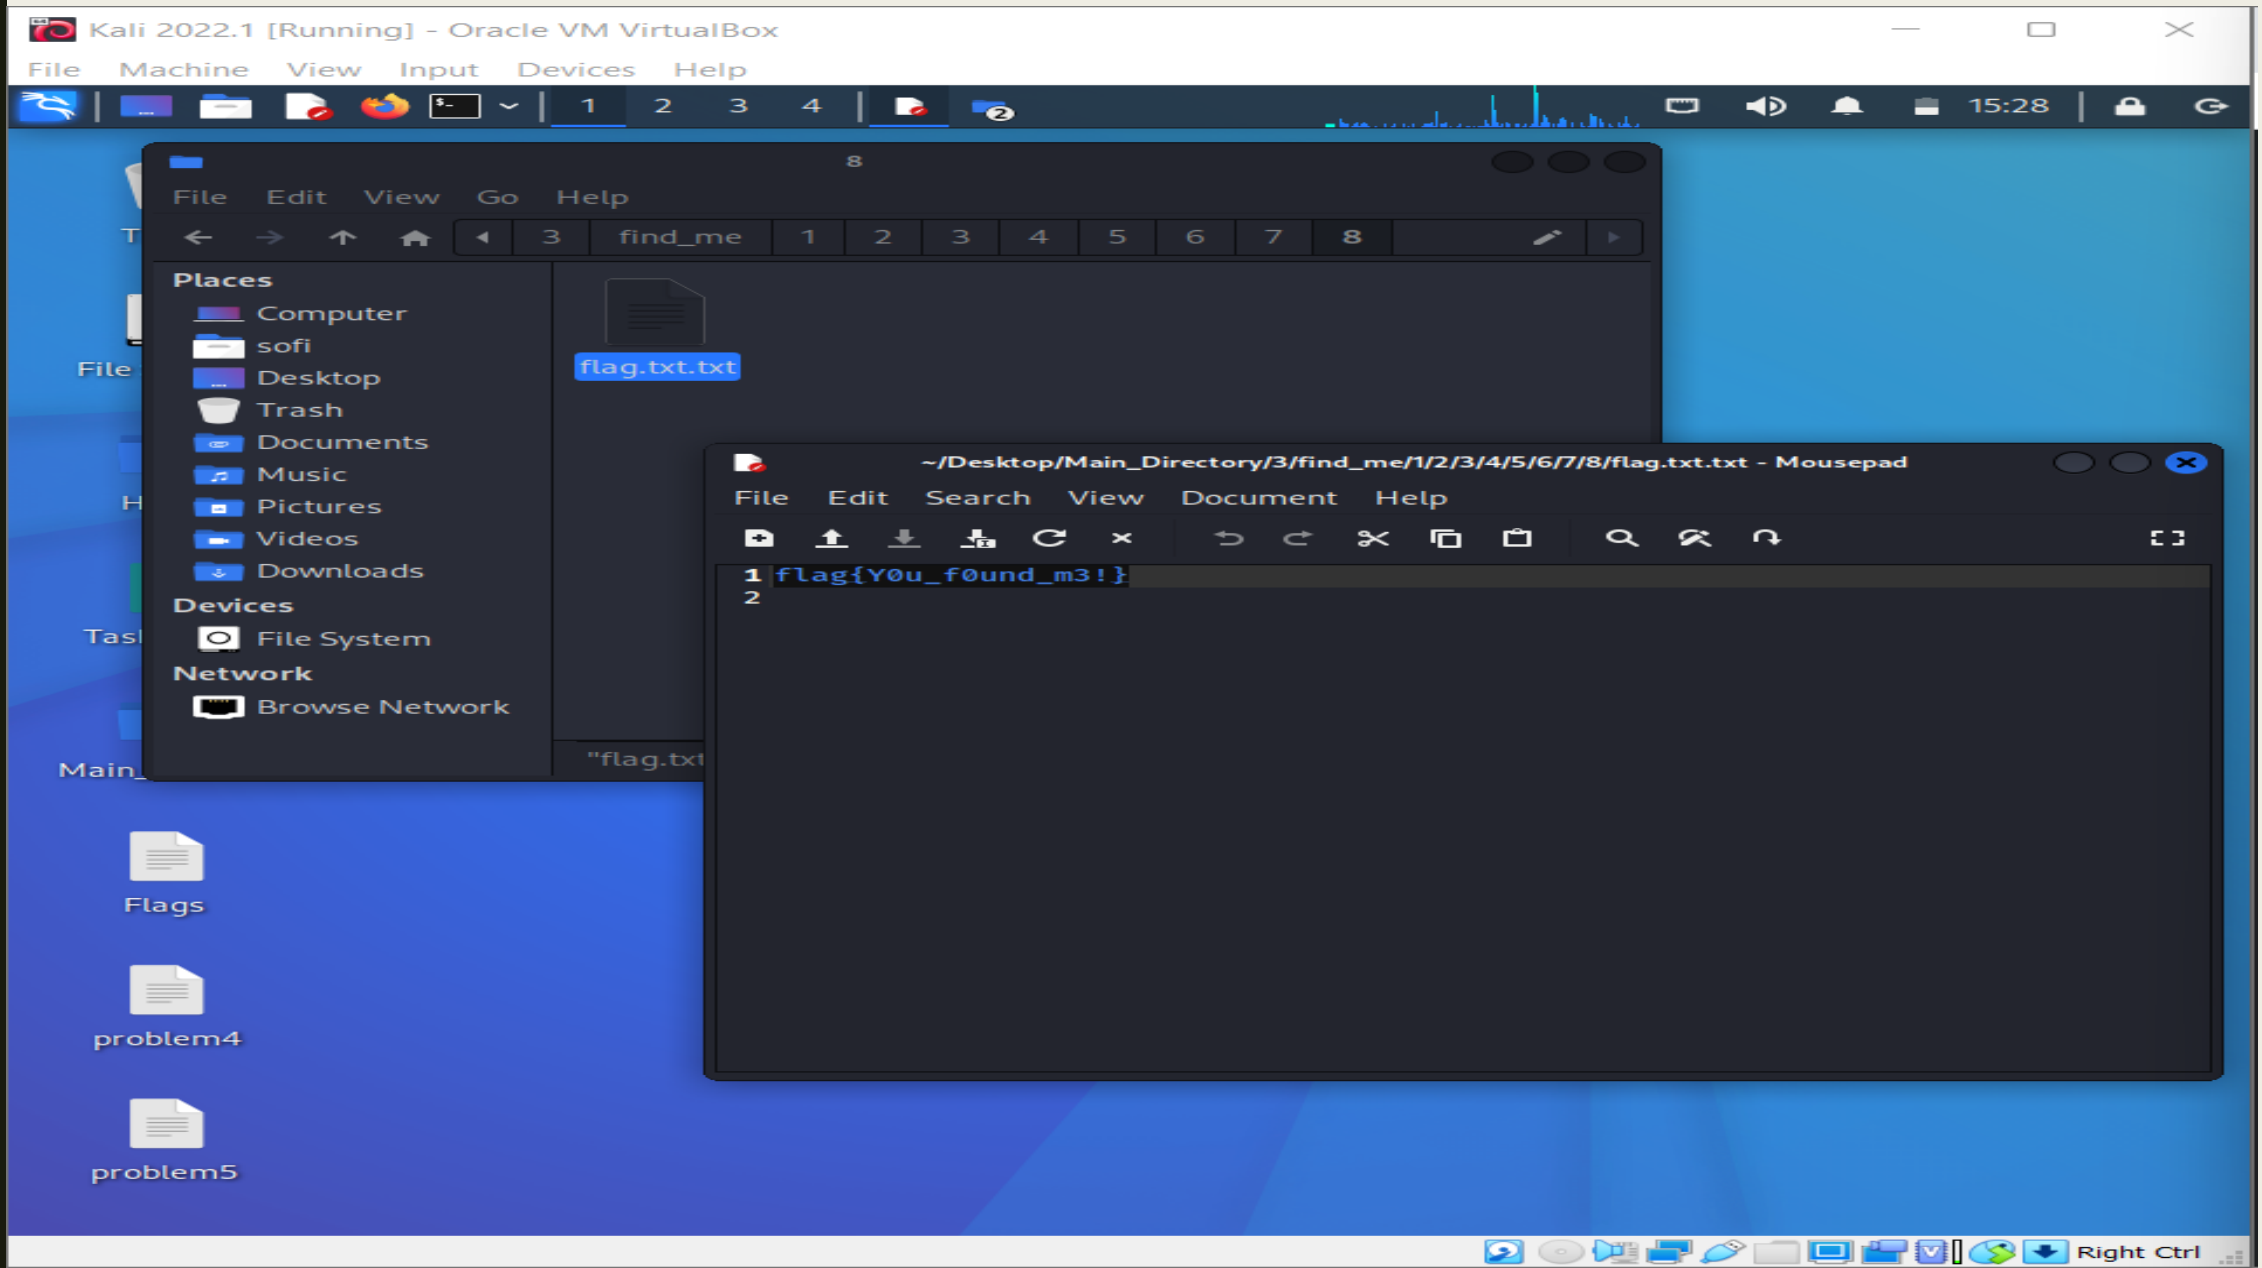 Kali 2022.1 [Running] - Oracle VM VirtualBox
File Machine View Input Devices Help
1 2 3 4 2 15:28
8
File Edit View Go Help
3 find_me 1 2 3 4 5 6 7 8
Places
Computer
sofi
Desktop
Trash
Documents
Music
Pictures
Videos
Downloads
Devices
File System
Network
Browse Network
flag.txt.txt
"flag.txt
~/Desktop/Main_Directory/3/find_me/1/2/3/4/5/6/7/8/flag.txt.txt - Mousepad
File Edit Search View Document Help
1 flag{Y0u_f0und_m3!}
2
T
File
H
Tas
Main_
Flags
problem4
problem5
Right Ctrl